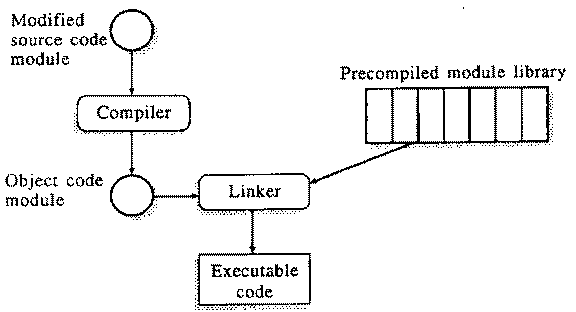 Modified
source code
module
Precompiled module library
Compiler
Object code
module
Linker
Executable
code